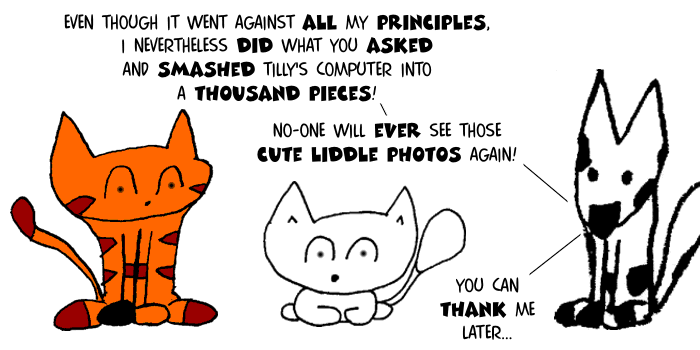 EVEN THOUGH IT WENT AGAINST ALL MY PRINCIPLES,
I NEVERTHELESS DID WHAT YOU ASKED
AND SMASHED TILLY'S COMPUTER INTO
A THOUSAND PIECES!
NO-ONE WILL EVER SEE THOSE
CUTE LIDDLE PHOTOS AGAIN!
YOU CAN
THANK ME
LATER...